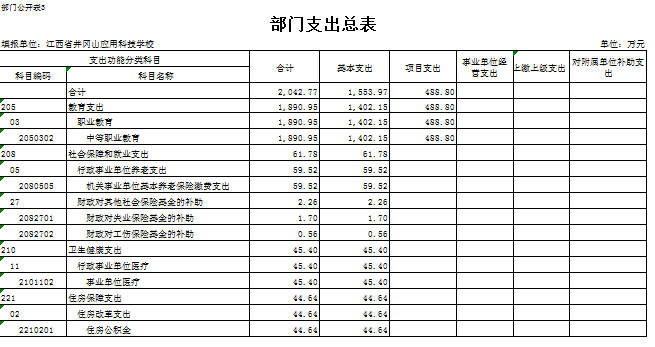 部门公开表3
部门支出总表
填报单位：江西省井冈山应用科技学校 单位：万元
支出功能分类科目 合计 基本支出 项目支出 事业单位经营支出 上缴上级支出 对附属单位补助支出
科目编码 科目名称
合计 2,042.77 1,553.97 488.80
205 教育支出 1,890.95 1,402.15 488.80
03 职业教育 1,890.95 1,402.15 488.80
2050302 中等职业教育 1,890.95 1,402.15 488.80
208 社会保障和就业支出 61.78 61.78
05 行政事业单位养老支出 59.52 59.52
2080505 机关事业单位基本养老保险缴费支出 59.52 59.52
27 财政对其他社会保险基金的补助 2.26 2.26
2082701 财政对失业保险基金的补助 1.70 1.70
2082702 财政对工伤保险基金的补助 0.56 0.56
210 卫生健康支出 45.40 45.40
11 行政事业单位医疗 45.40 45.40
2101102 事业单位医疗 45.40 45.40
221 住房保障支出 44.64 44.64
02 住房改革支出 44.64 44.64
2210201 住房公积金 44.64 44.64